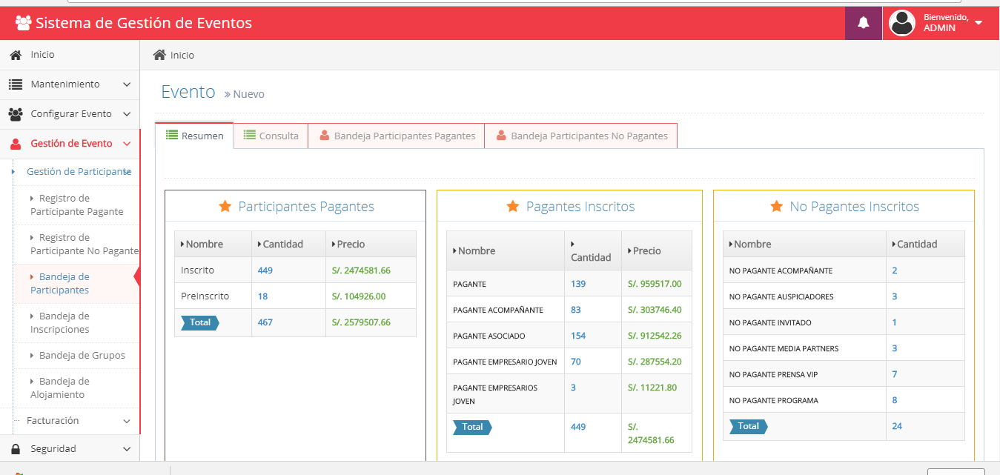 Sistema de Gestión de Eventos
Bienvenido,
ADMIN
Inicio
Mantenimiento
Configurar Evento
Gestión de Evento
Gestión de Participante
Registro de
Participante Pagante
Registro de
Participante No Pagante
Bandeja de
Participantes
Bandeja de
Inscripciones
Bandeja de Grupos
Bandeja de
Alojamiento
Facturación
Seguridad
Inicio
Evento » Nuevo
Resumen Consulta Bandeja Participantes Pagantes Bandeja Participantes No Pagantes
Participantes Pagantes
Nombre Cantidad Precio
Inscrito 449 S/. 2474581.66
PreInscrito 18 S/. 104926.00
Total 467 S/. 2579507.66
Pagantes Inscritos
Nombre Cantidad Precio
PAGANTE 139 S/. 959517.00
PAGANTE ACOMPAÑANTE 83 S/. 303746.40
PAGANTE ASOCIADO 154 S/. 912542.26
PAGANTE EMPRESARIO JOVEN 70 S/. 287554.20
PAGANTE EMPRESARIOS 3 S/. 11221.80
JOVEN
Total 449 S/.
2474581.66
No Pagantes Inscritos
Nombre Cantidad
NO PAGANTE ACOMPAÑANTE 2
NO PAGANTE AUSPICIADORES 3
NO PAGANTE INVITADO 1
NO PAGANTE MEDIA PARTNERS 3
NO PAGANTE PRENSA VIP 7
NO PAGANTE PROGRAMA 8
Total 24